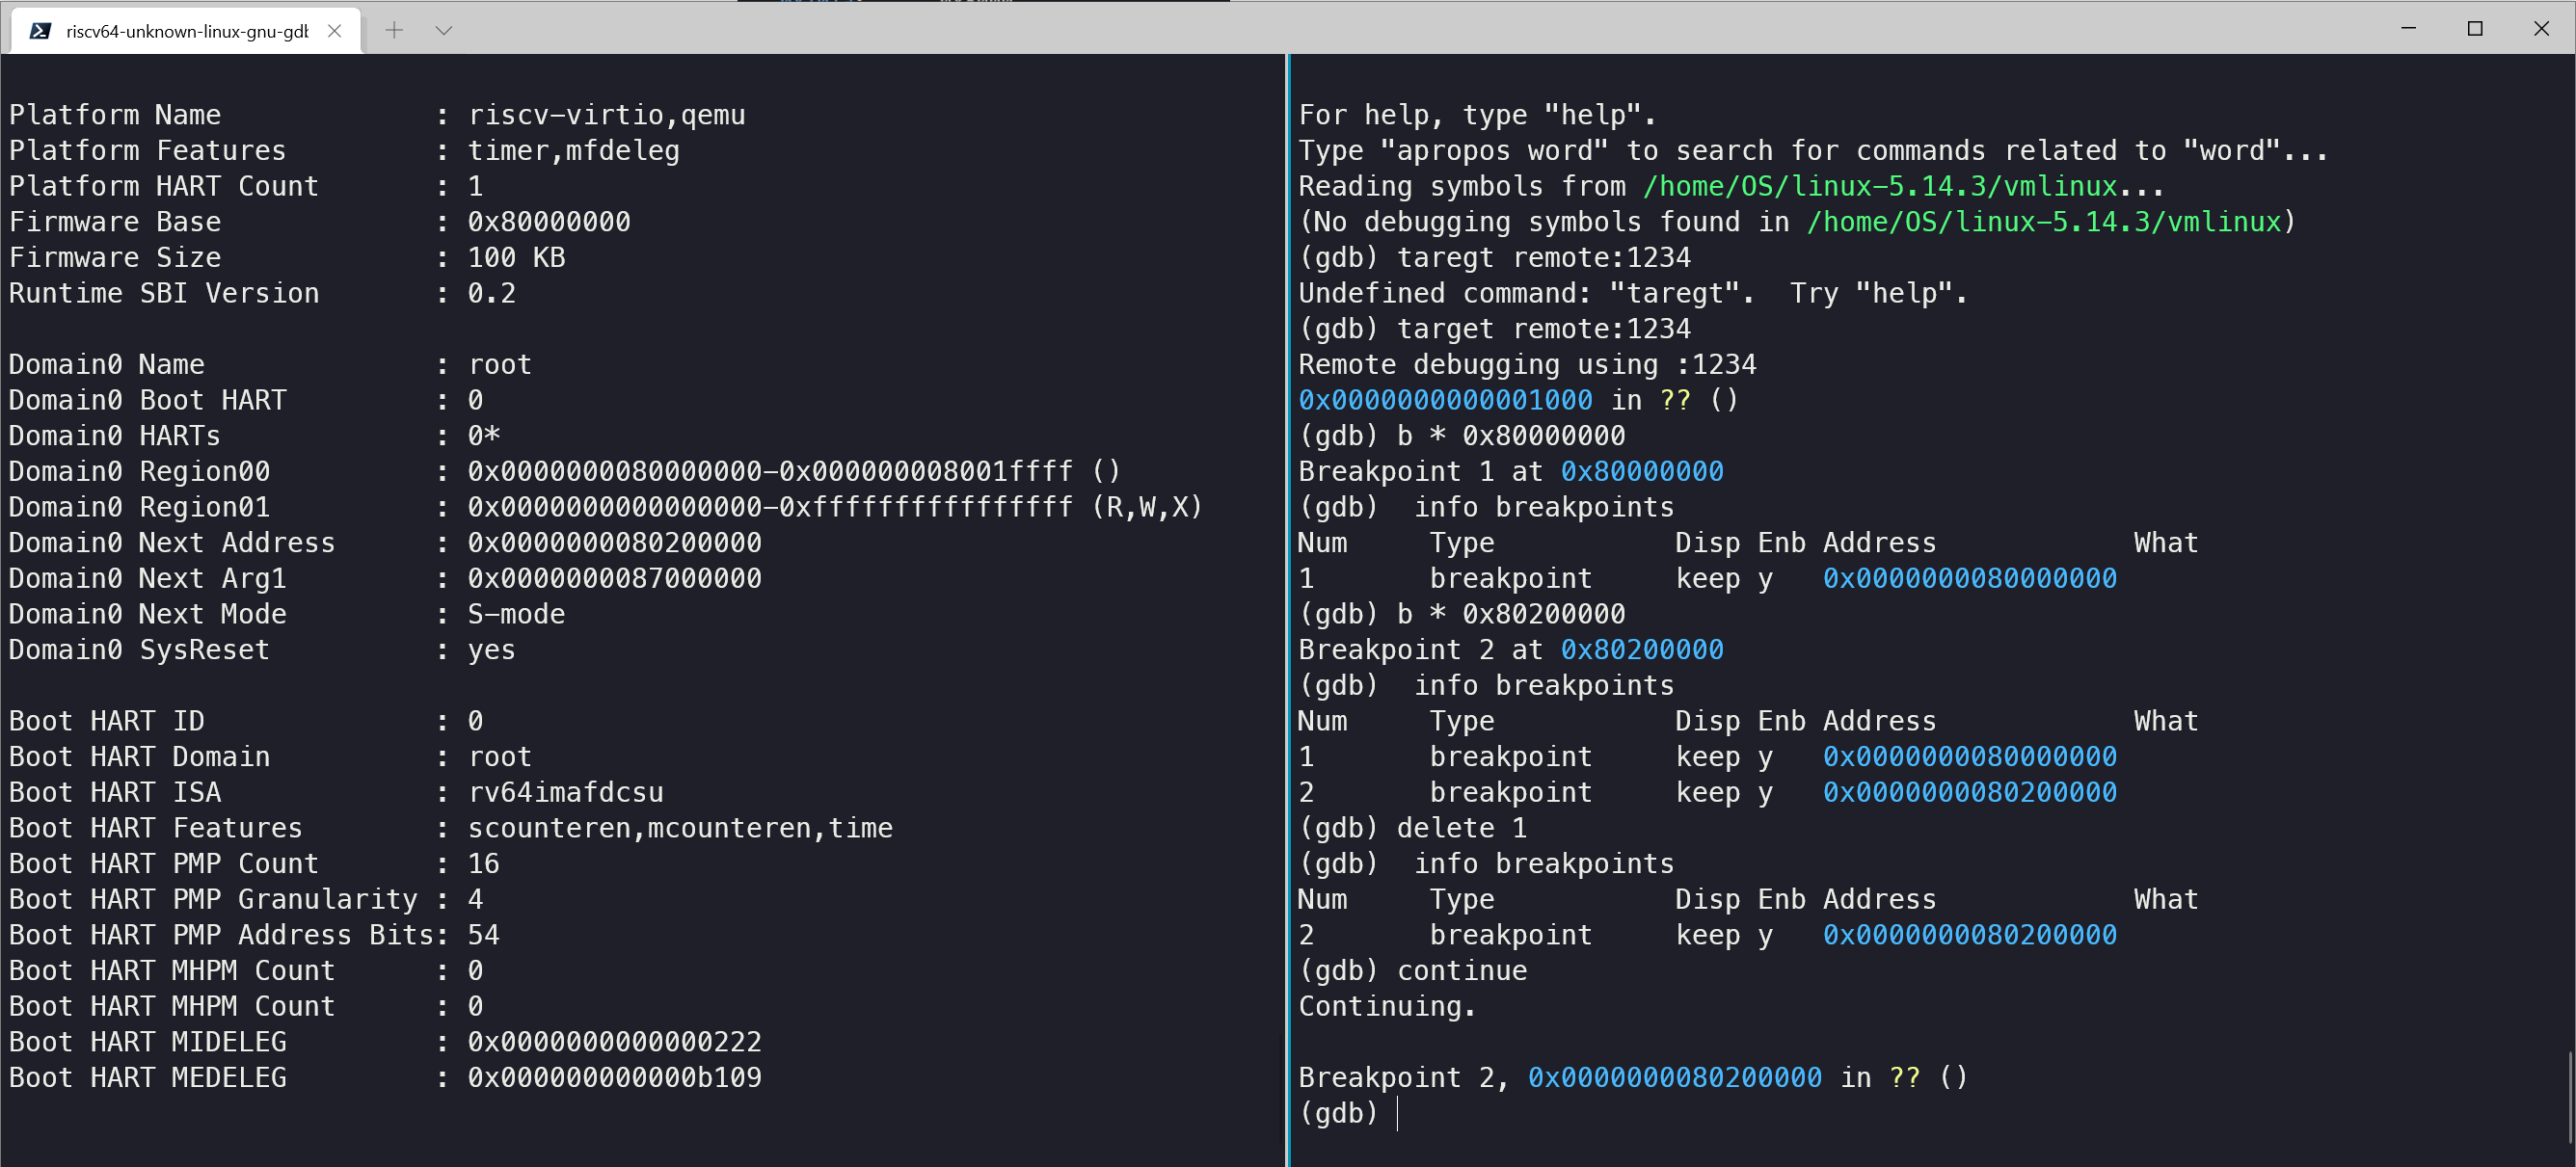 riscv64-unknown-linux-gnu-gdb
Platform Name             : riscv-virtio,qemu
Platform Features         : timer,mfdeleg
Platform HART Count       : 1
Firmware Base             : 0x80000000
Firmware Size             : 100 KB
Runtime SBI Version       : 0.2

Domain0 Name              : root
Domain0 Boot HART         : 0
Domain0 HARTs             : 0*
Domain0 Region00          : 0x0000000080000000-0x000000008001ffff ()
Domain0 Region01          : 0x0000000000000000-0xffffffffffffffff (R,W,X)
Domain0 Next Address      : 0x0000000080200000
Domain0 Next Arg1         : 0x0000000087000000
Domain0 Next Mode         : S-mode
Domain0 SysReset          : yes

Boot HART ID              : 0
Boot HART Domain          : root
Boot HART ISA             : rv64imafdcsu
Boot HART Features        : scounteren,mcounteren,time
Boot HART PMP Count       : 16
Boot HART PMP Granularity : 4
Boot HART PMP Address Bits: 54
Boot HART MHPM Count      : 0
Boot HART MHPM Count      : 0
Boot HART MIDELEG         : 0x0000000000000222
Boot HART MEDELEG         : 0x000000000000b109
For help, type "help".
Type "apropos word" to search for commands related to "word"...
Reading symbols from /home/OS/linux-5.14.3/vmlinux...
(No debugging symbols found in /home/OS/linux-5.14.3/vmlinux)
(gdb) taregt remote:1234
Undefined command: "taregt".  Try "help".
(gdb) target remote:1234
Remote debugging using :1234
0x0000000000001000 in ?? ()
(gdb) b * 0x80000000
Breakpoint 1 at 0x80000000
(gdb)  info breakpoints
Num     Type           Disp Enb Address            What
1       breakpoint     keep y   0x0000000080000000
(gdb) b * 0x80200000
Breakpoint 2 at 0x80200000
(gdb)  info breakpoints
Num     Type           Disp Enb Address            What
1       breakpoint     keep y   0x0000000080000000
2       breakpoint     keep y   0x0000000080200000
(gdb) delete 1
(gdb)  info breakpoints
Num     Type           Disp Enb Address            What
2       breakpoint     keep y   0x0000000080200000
(gdb) continue
Continuing.

Breakpoint 2, 0x0000000080200000 in ?? ()
(gdb)